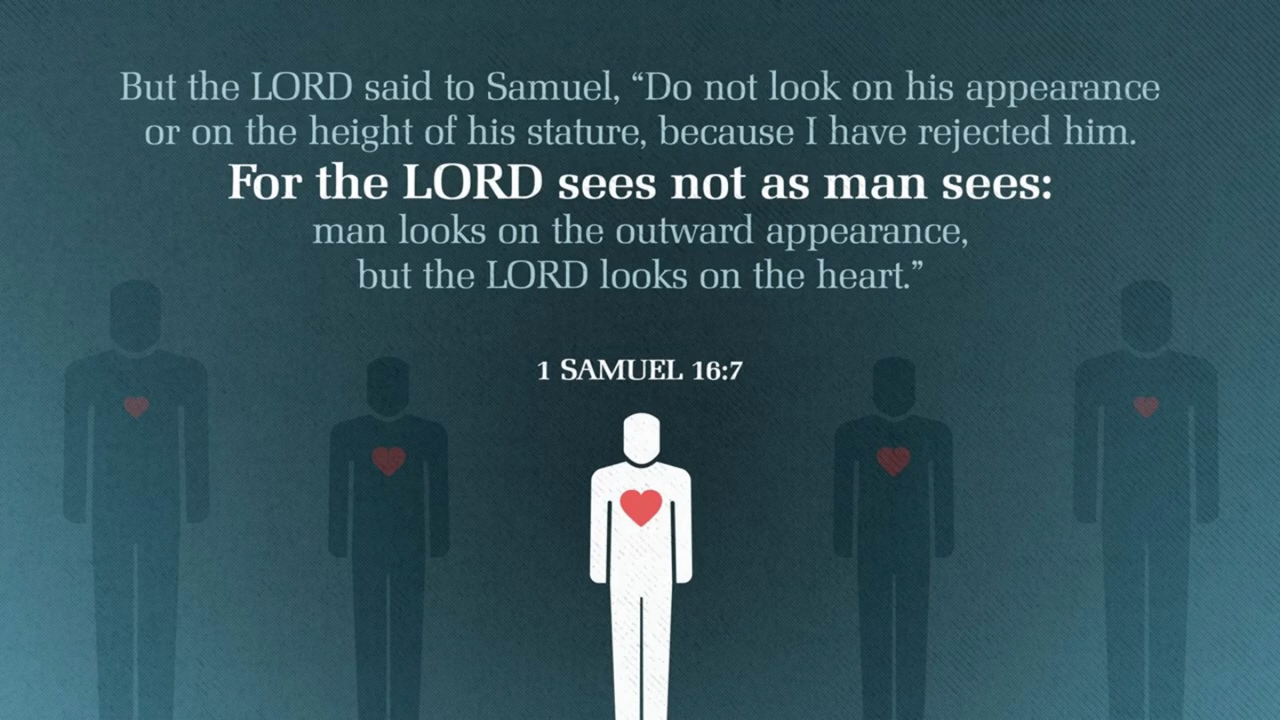 But the LORD said to Samuel, “Do not look on his appearance
or on the height of his stature, because I have rejected him.
For the LORD sees not as man sees:
man looks on the outward appearance,
but the LORD looks on the heart.”
1 SAMUEL 16:7